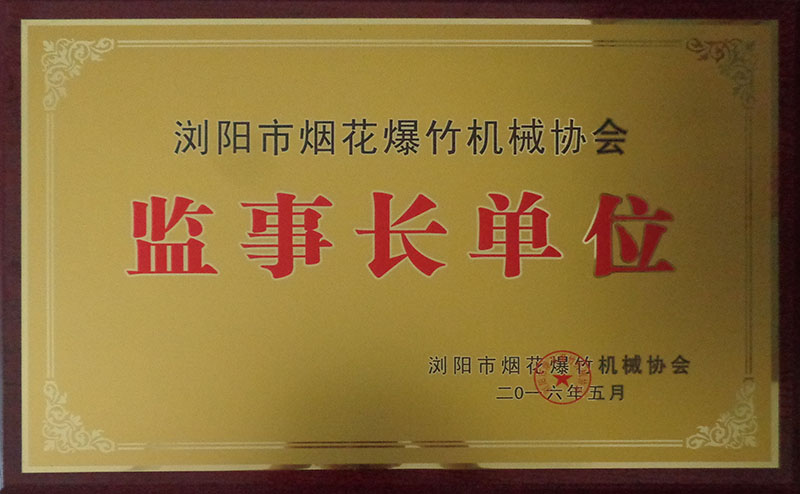 浏阳市烟花爆竹机械协会
监事长单位
浏阳市烟花爆竹机械协会
二〇一六年五月